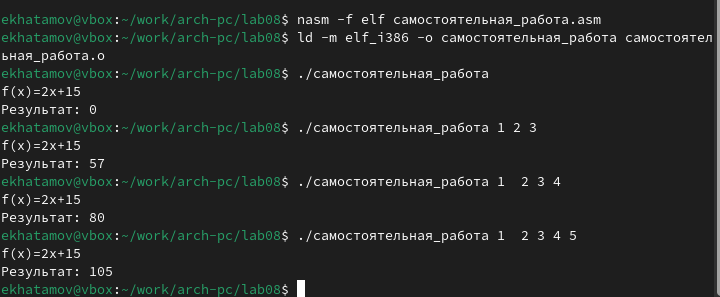 ekhatamov@vbox:~/work/arch-pc/lab08$ nasm -f elf самостоятельная_работа.asm
ekhatamov@vbox:~/work/arch-pc/lab08$ ld -m elf_i386 -o самостоятельная_работа самостоятел
ьная_работа.o
ekhatamov@vbox:~/work/arch-pc/lab08$ ./самостоятельная_работа
f(x)=2x+15
Результат: 0
ekhatamov@vbox:~/work/arch-pc/lab08$ ./самостоятельная_работа 1 2 3
f(x)=2x+15
Результат: 57
ekhatamov@vbox:~/work/arch-pc/lab08$ ./самостоятельная_работа 1  2 3 4
f(x)=2x+15
Результат: 80
ekhatamov@vbox:~/work/arch-pc/lab08$ ./самостоятельная_работа 1  2 3 4 5
f(x)=2x+15
Результат: 105
ekhatamov@vbox:~/work/arch-pc/lab08$